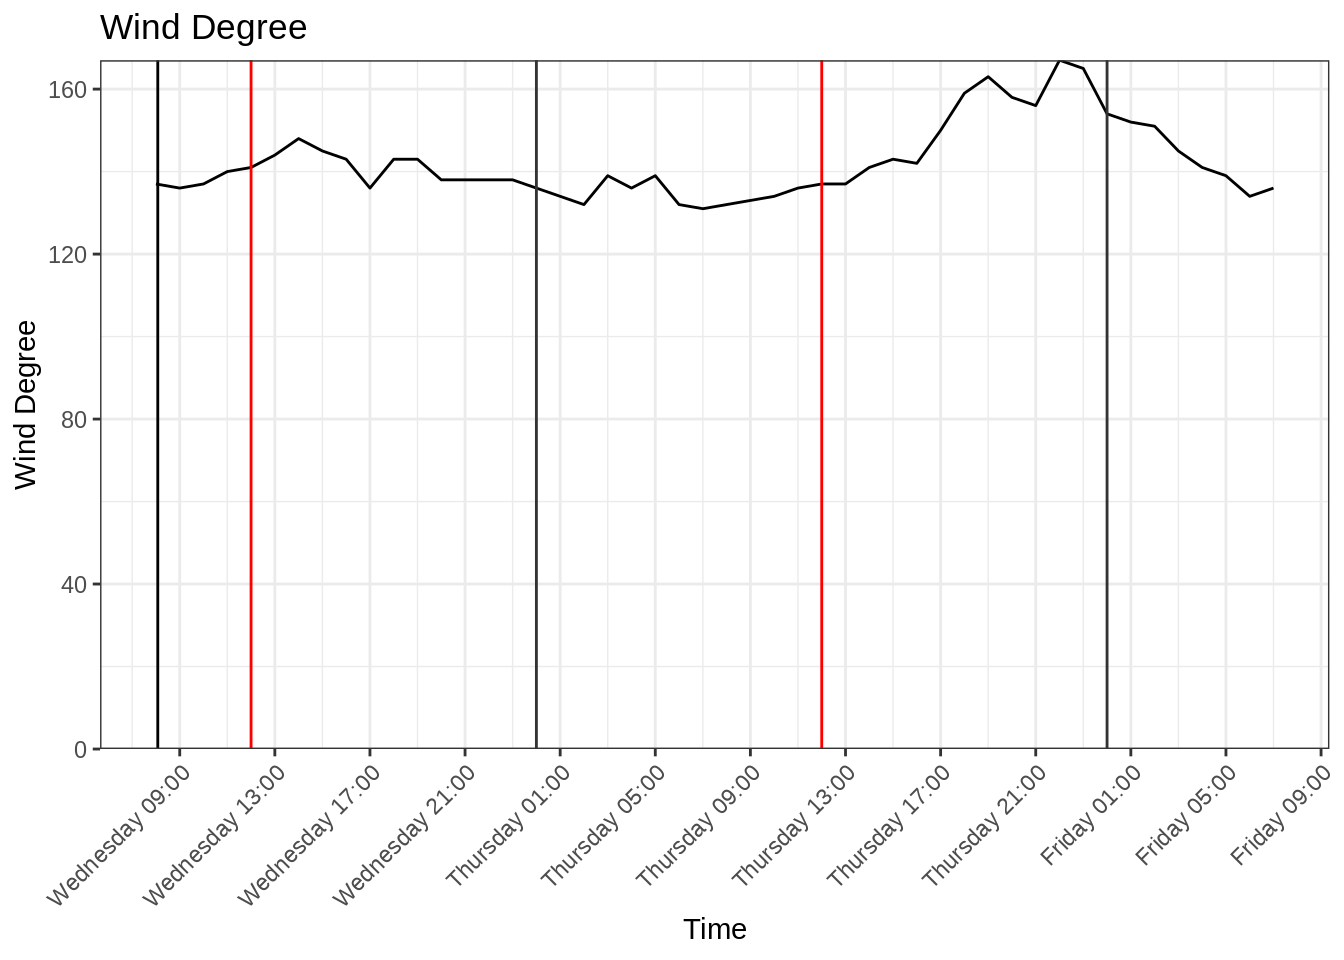 Wind Degree
Wind Degree
160
120
80
40
0
Wednesday 09:00
Wednesday 13:00
Wednesday 17:00
Wednesday 21:00
Thursday 01:00
Thursday 05:00
Thursday 09:00
Thursday 13:00
Thursday 17:00
Thursday 21:00
Friday 01:00
Friday 05:00
Friday 09:00
Time